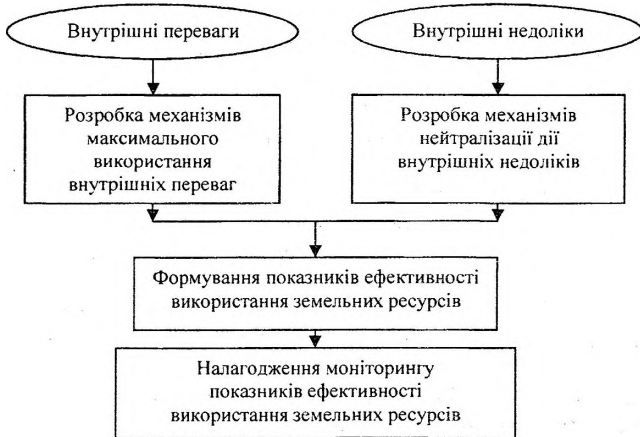 Внутрішні переваги
Внутрішні недоліки
Розробка механізмів
максимального
використання
внутрішніх переваг
Розробка механізмів
нейтралізації дії
внутрішніх недоліків
Формування показників ефективності
використання земельних ресурсів
Налагодження моніторингу
показників ефективності
використання земельних ресурсів